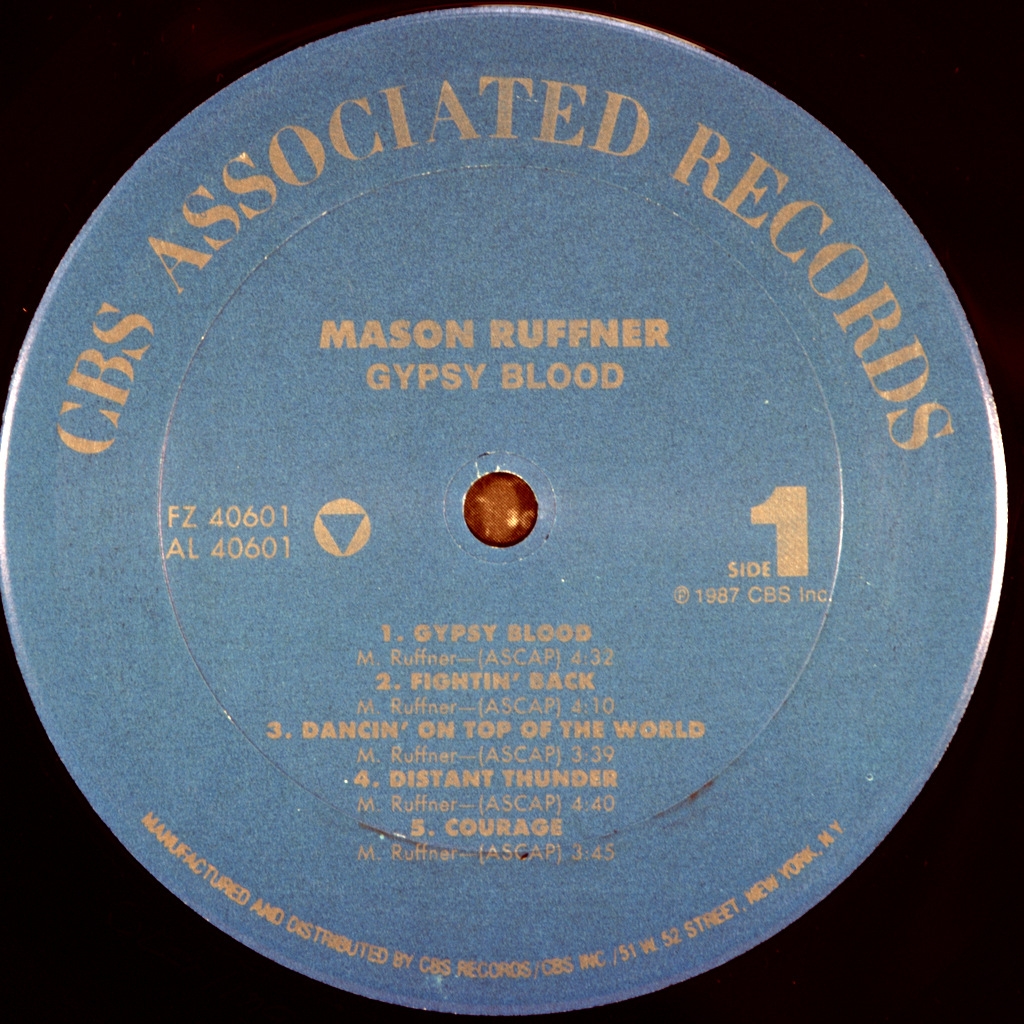 CBS ASSOCIATED RECORDS
MASON RUFFNER
GYPSY BLOOD
FZ 40601
AL 40601
SIDE 1
℗ 1987 CBS Inc.
1. GYPSY BLOOD
M. Ruffner—(ASCAP) 4:32
2. FIGHTIN' BACK
M. Ruffner—(ASCAP) 4:10
3. DANCIN' ON TOP OF THE WORLD
M. Ruffner—(ASCAP) 3:39
4. DISTANT THUNDER
M. Ruffner—(ASCAP) 4:40
5. COURAGE
M. Ruffner—(ASCAP) 3:45
MANUFACTURED AND DISTRIBUTED BY CBS RECORDS/CBS INC./51 W. 52 STREET, NEW YORK, N.Y.